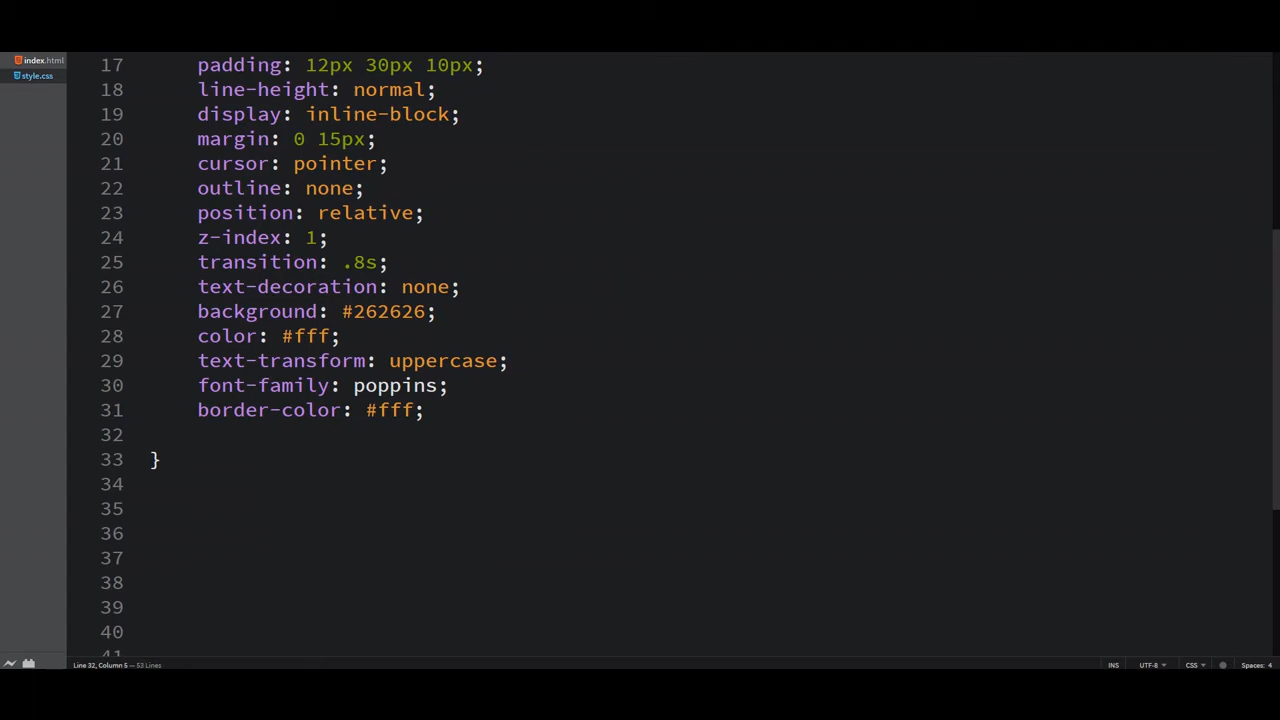 index.html
style.css
17 padding: 12px 30px 10px;
18 line-height: normal;
19 display: inline-block;
20 margin: 0 15px;
21 cursor: pointer;
22 outline: none;
23 position: relative;
24 z-index: 1;
25 transition: .8s;
26 text-decoration: none;
27 background: #262626;
28 color: #fff;
29 text-transform: uppercase;
30 font-family: poppins;
31 border-color: #fff;
32
33 }
34
35
36
37
38
39
40
41
Line 32, Column 5 — 53 Lines INS UTF-8 CSS Spaces: 4